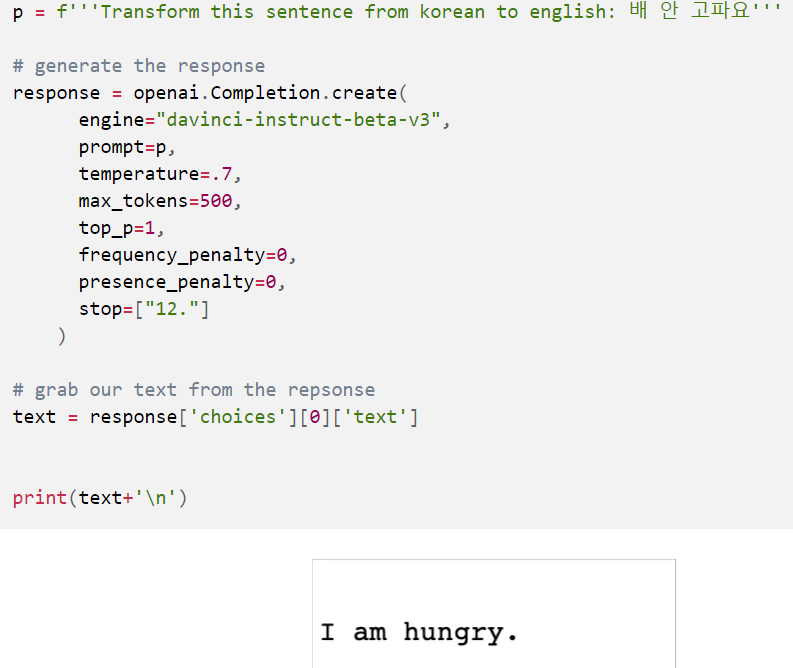 p = f'''Transform this sentence from korean to english: 배 안 고파요'''
# generate the response
response = openai.Completion.create(
engine="davinci-instruct-beta-v3",
prompt=p,
temperature=.7,
max_tokens=500,
top_p=1,
frequency_penalty=0,
presence_penalty=0,
stop=["12."]
)
# grab our text from the repsonse
text = response['choices'][0]['text']
print(text+'\n')
I am hungry.